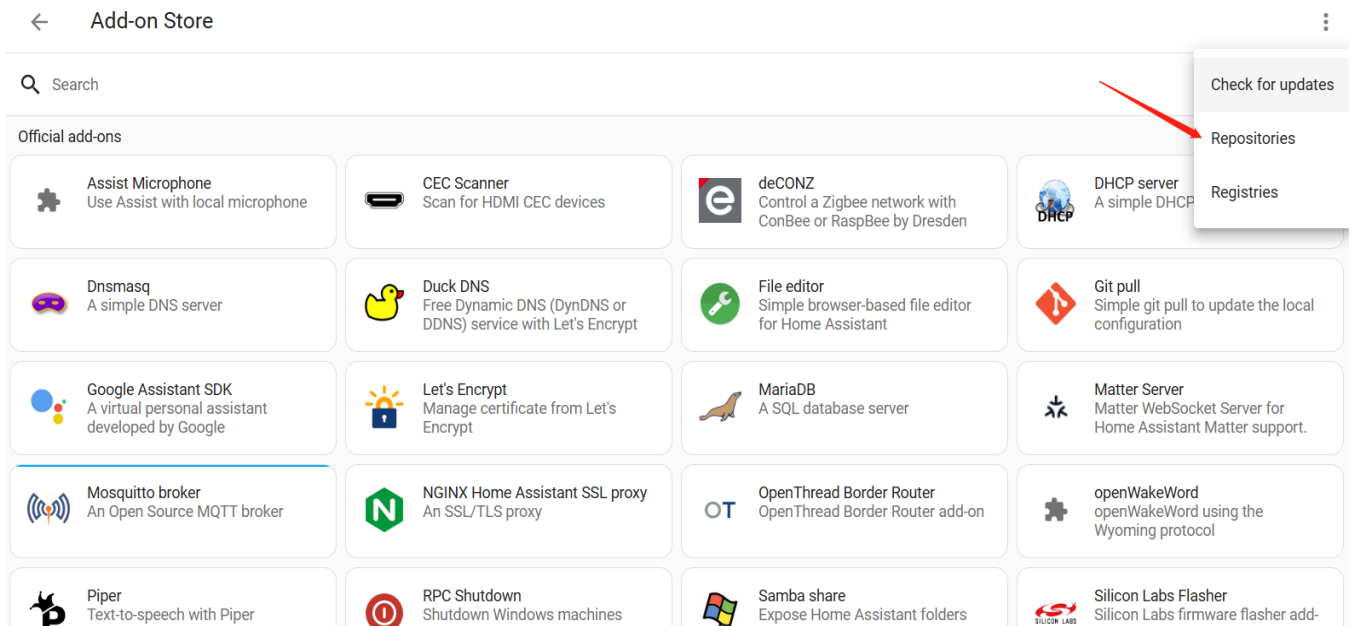 Add-on Store
Search
Check for updates
Repositories
Registries
Official add-ons
Assist Microphone
Use Assist with local microphone
CEC Scanner
Scan for HDMI CEC devices
deCONZ
Control a Zigbee network with
ConBee or RaspBee by Dresden
DHCP
DHCP server
A simple DHCP
Dnsmasq
A simple DNS server
Duck DNS
Free Dynamic DNS (DynDNS or
DDNS) service with Let's Encrypt
File editor
Simple browser-based file editor
for Home Assistant
Git pull
Simple git pull to update the local
configuration
Google Assistant SDK
A virtual personal assistant
developed by Google
Let's Encrypt
Manage certificate from Let's
Encrypt
MariaDB
A SQL database server
Matter Server
Matter WebSocket Server for
Home Assistant Matter support.
Mosquitto broker
An Open Source MQTT broker
N
NGINX Home Assistant SSL proxy
An SSL/TLS proxy
OT
OpenThread Border Router
OpenThread Border Router add-on
openWakeWord
openWakeWord using the
Wyoming protocol
Piper
Text-to-speech with Piper
RPC Shutdown
Shutdown Windows machines
Samba share
Expose Home Assistant folders
SILICON LABS
Silicon Labs Flasher
Silicon Labs firmware flasher add-